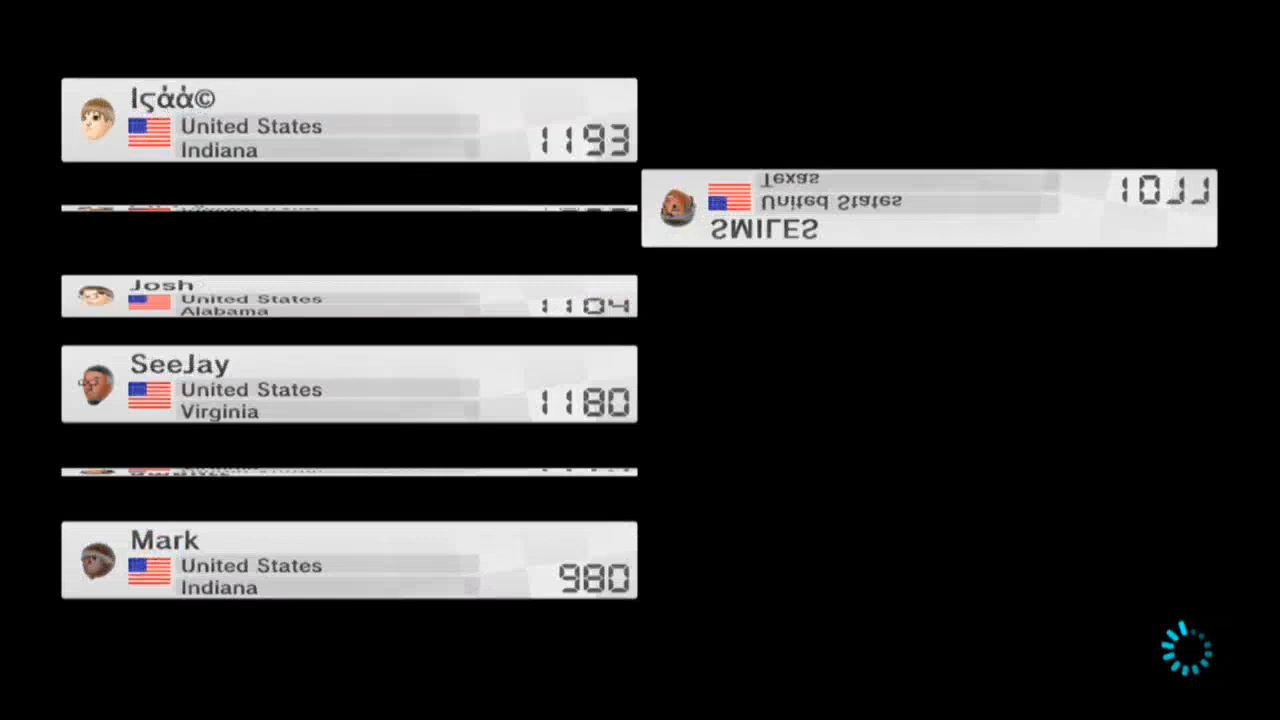 Ιςάά©
United States
Indiana
1193
SMILES
United States
Texas
1077
Josh
United States
Alabama
1104
SeeJay
United States
Virginia
1180
Mark
United States
Indiana
980